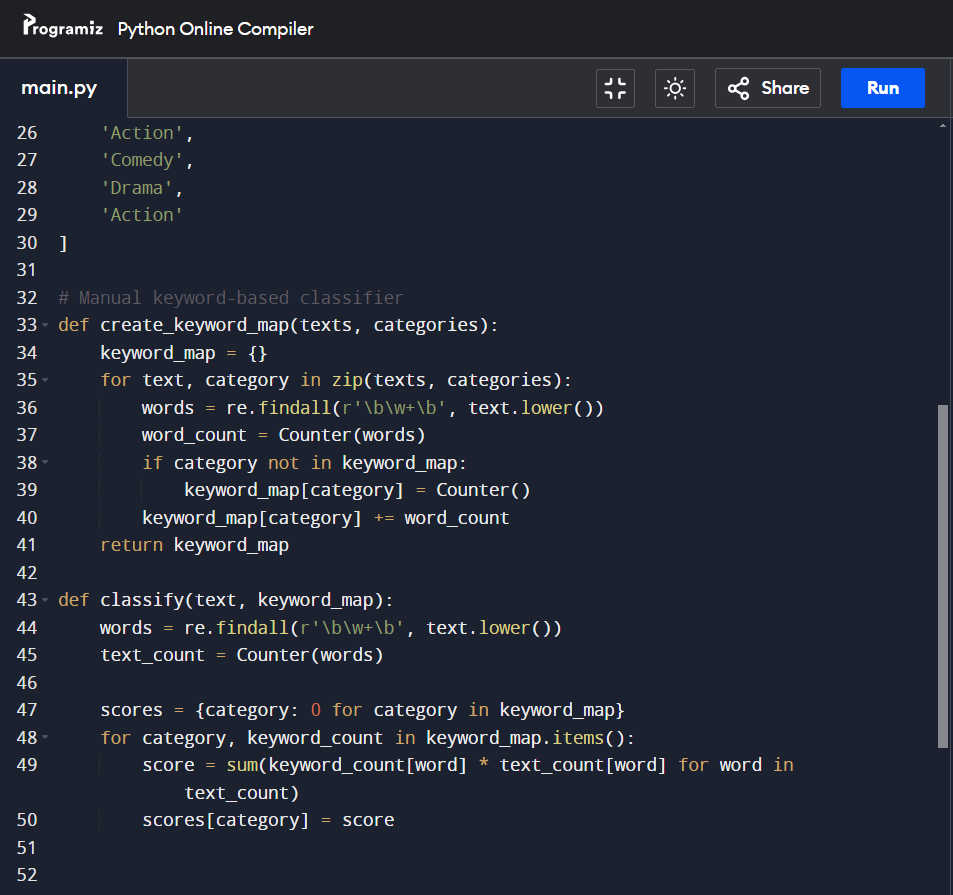 Programiz Python Online Compiler
main.py Share Run
26     'Action',
27     'Comedy',
28     'Drama',
29     'Action'
30 ]
31
32 # Manual keyword-based classifier
33 def create_keyword_map(texts, categories):
34     keyword_map = {}
35     for text, category in zip(texts, categories):
36         words = re.findall(r'\b\w+\b', text.lower())
37         word_count = Counter(words)
38         if category not in keyword_map:
39             keyword_map[category] = Counter()
40         keyword_map[category] += word_count
41     return keyword_map
42
43 def classify(text, keyword_map):
44     words = re.findall(r'\b\w+\b', text.lower())
45     text_count = Counter(words)
46
47     scores = {category: 0 for category in keyword_map}
48     for category, keyword_count in keyword_map.items():
49         score = sum(keyword_count[word] * text_count[word] for word in
            text_count)
50         scores[category] = score
51
52